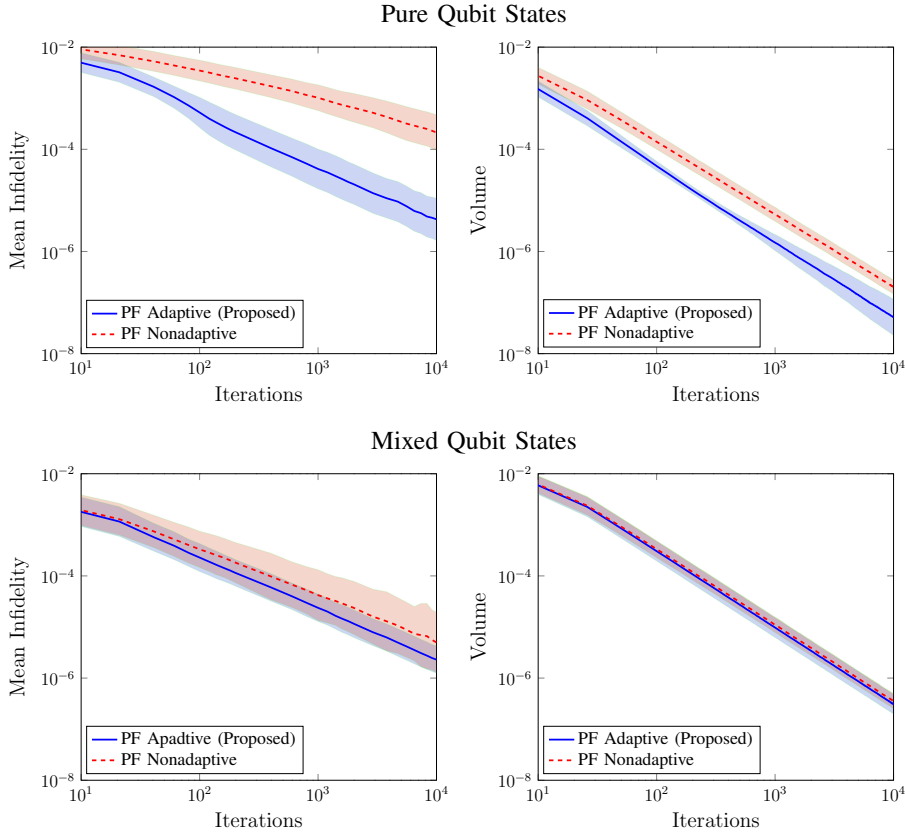 Pure Qubit States
10^-2
10^-4
10^-6
10^-8
Mean Infidelity
PF Adaptive (Proposed)
PF Nonadaptive
10^1
10^2
10^3
10^4
Iterations
10^-2
10^-4
10^-6
10^-8
Volume
PF Adaptive (Proposed)
PF Nonadaptive
10^1
10^2
10^3
10^4
Iterations
Mixed Qubit States
10^-2
10^-4
10^-6
10^-8
Mean Infidelity
PF Apadtive (Proposed)
PF Nonadaptive
10^1
10^2
10^3
10^4
Iterations
10^-2
10^-4
10^-6
10^-8
Volume
PF Adaptive (Proposed)
PF Nonadaptive
10^1
10^2
10^3
10^4
Iterations